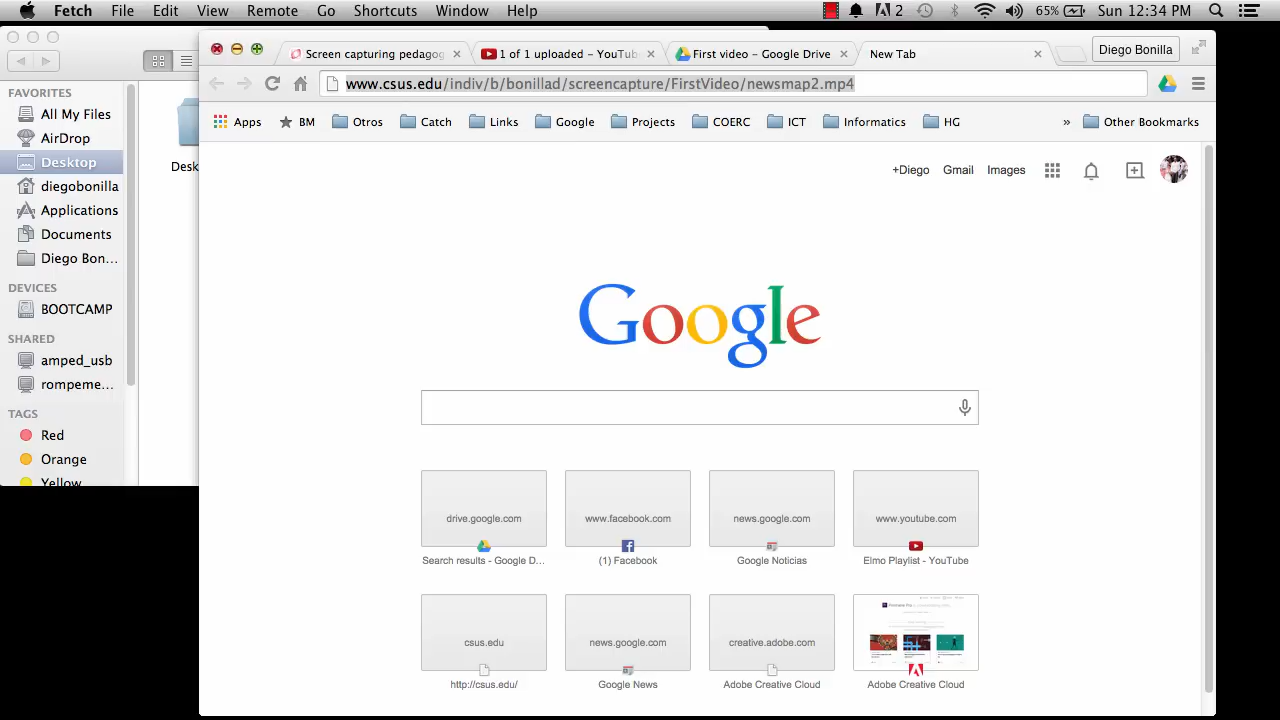 Fetch File Edit View Remote Go Shortcuts Window Help 2 65% Sun 12:34 PM
Screen capturing pedagog
1 of 1 uploaded – YouTub
First video – Google Drive
New Tab
Diego Bonilla
www.csus.edu/indiv/b/bonillad/screencapture/FirstVideo/newsmap2.mp4
Apps BM Otros Catch Links Google Projects COERC ICT Informatics HG » Other Bookmarks
FAVORITES
All My Files
AirDrop
Desktop
diegobonilla
Applications
Documents
Diego Bon...
DEVICES
BOOTCAMP
SHARED
amped_usb
rompeme...
TAGS
Red
Orange
Yellow
Desk
+Diego Gmail Images
Google
drive.google.com
Search results - Google D...
www.facebook.com
(1) Facebook
news.google.com
Google Noticias
www.youtube.com
Elmo Playlist - YouTube
csus.edu
http://csus.edu/
news.google.com
Google News
creative.adobe.com
Adobe Creative Cloud
Adobe Creative Cloud